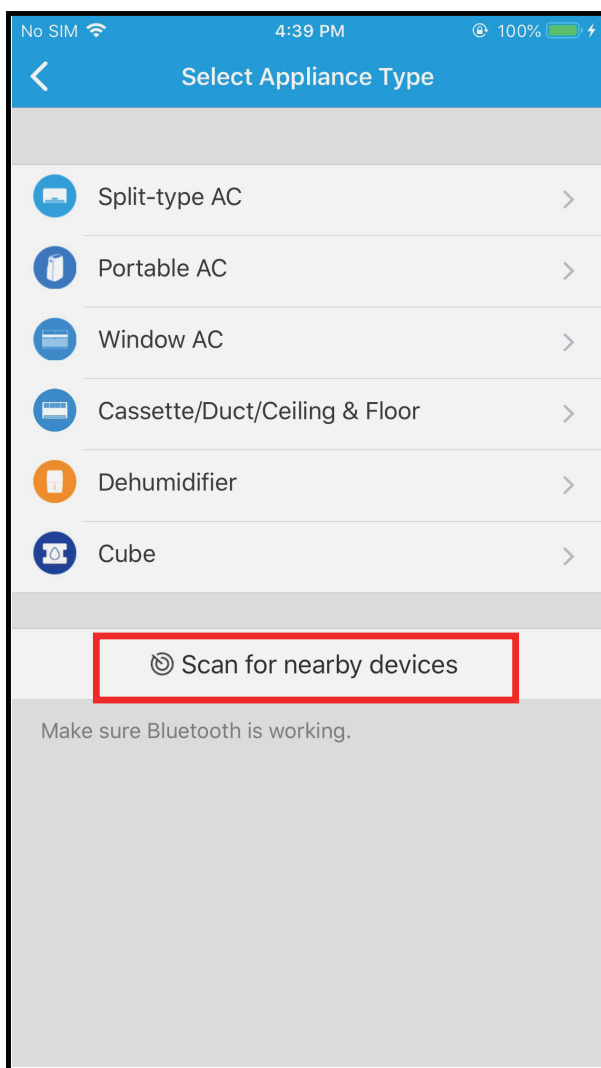 No SIM 4:39 PM 100%
Select Appliance Type
Split-type AC
Portable AC
Window AC
Cassette/Duct/Ceiling & Floor
Dehumidifier
Cube
Scan for nearby devices
Make sure Bluetooth is working.